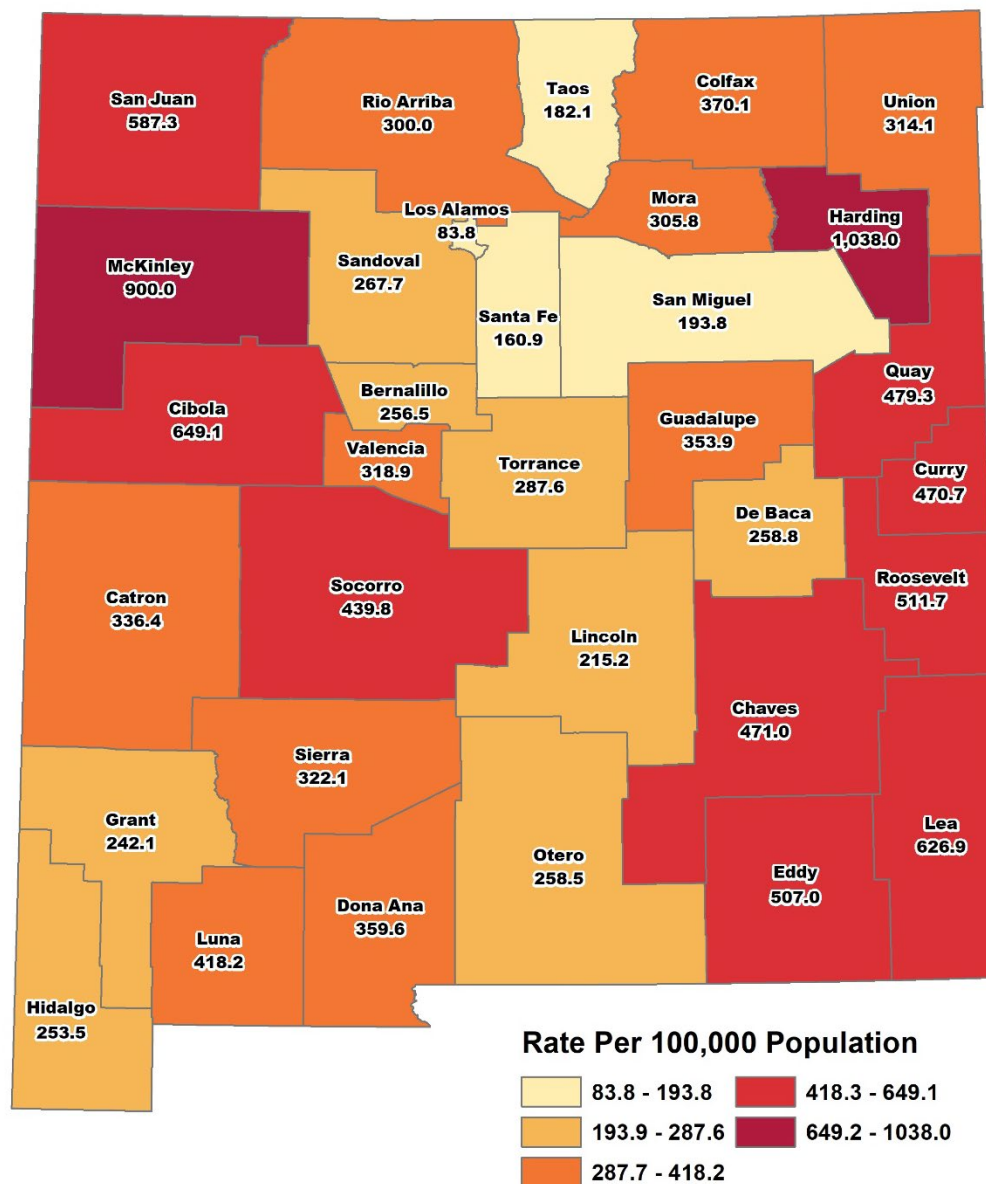 San Juan
587.3
Rio Arriba
300.0
Taos
182.1
Colfax
370.1
Union
314.1
Los Alamos
83.8
Mora
305.8
Harding
1,038.0
McKinley
900.0
Sandoval
267.7
Santa Fe
160.9
San Miguel
193.8
Quay
479.3
Cibola
649.1
Bernalillo
256.5
Valencia
318.9
Torrance
287.6
Guadalupe
353.9
Curry
470.7
De Baca
258.8
Roosevelt
511.7
Catron
336.4
Socorro
439.8
Lincoln
215.2
Chaves
471.0
Sierra
322.1
Grant
242.1
Otero
258.5
Eddy
507.0
Lea
626.9
Luna
418.2
Dona Ana
359.6
Hidalgo
253.5
Rate Per 100,000 Population
83.8 - 193.8
193.9 - 287.6
287.7 - 418.2
418.3 - 649.1
649.2 - 1038.0